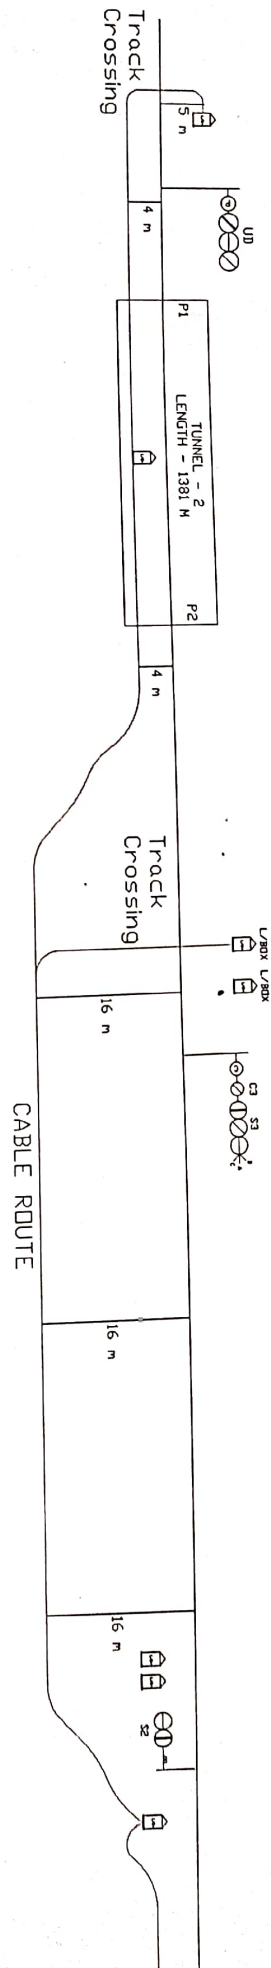 Track
Crossing
5 m
UD
4 m
P1
TUNNEL - 2
LENGTH - 1381 M
P2
4 m
Track
Crossing
L/BOX L/BOX
16 m
C3
S3
CABLE ROUTE
16 m
16 m
S2